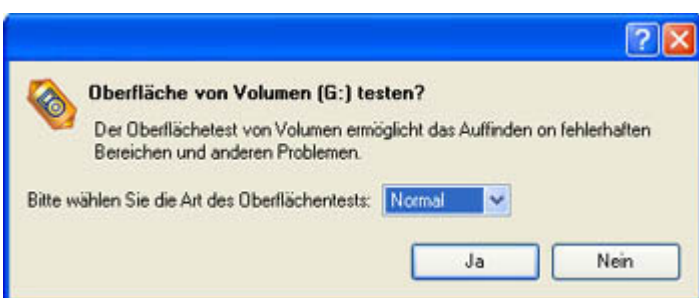 Oberfläche von Volumen (G:) testen?
Der Oberflächetest von Volumen ermöglicht das Auffinden on fehlerhaften
Bereichen und anderen Problemen.
Bitte wählen Sie die Art des Oberflächentests: Normal
Ja Nein